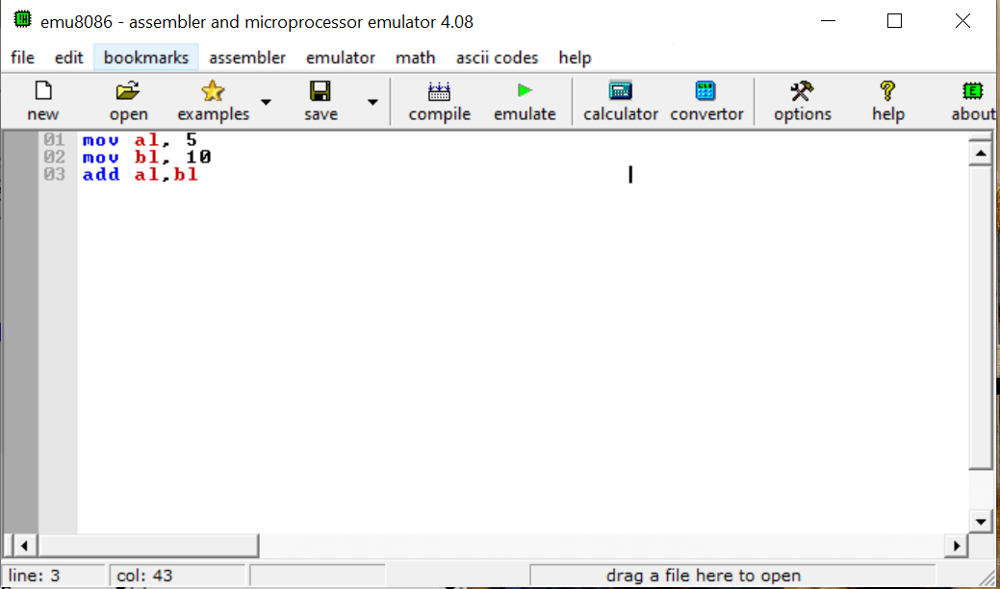 emu8086 - assembler and microprocessor emulator 4.08
file edit bookmarks assembler emulator math ascii codes help
new open examples save compile emulate calculator convertor options help about
01 mov al, 5
02 mov bl, 10
03 add al,bl
line: 3 col: 43 drag a file here to open